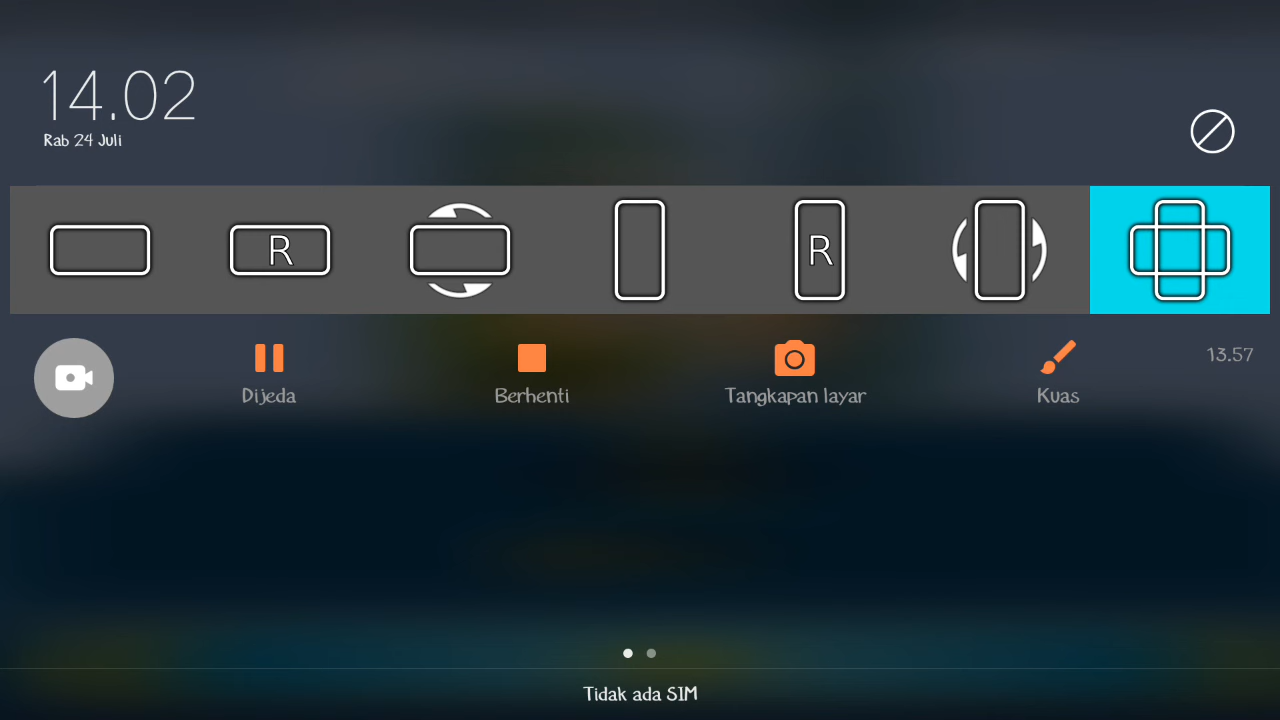 14.02
Rab 24 Juli
R
R
13.57
Dijeda
Berhenti
Tangkapan layar
Kuas
Tidak ada SIM